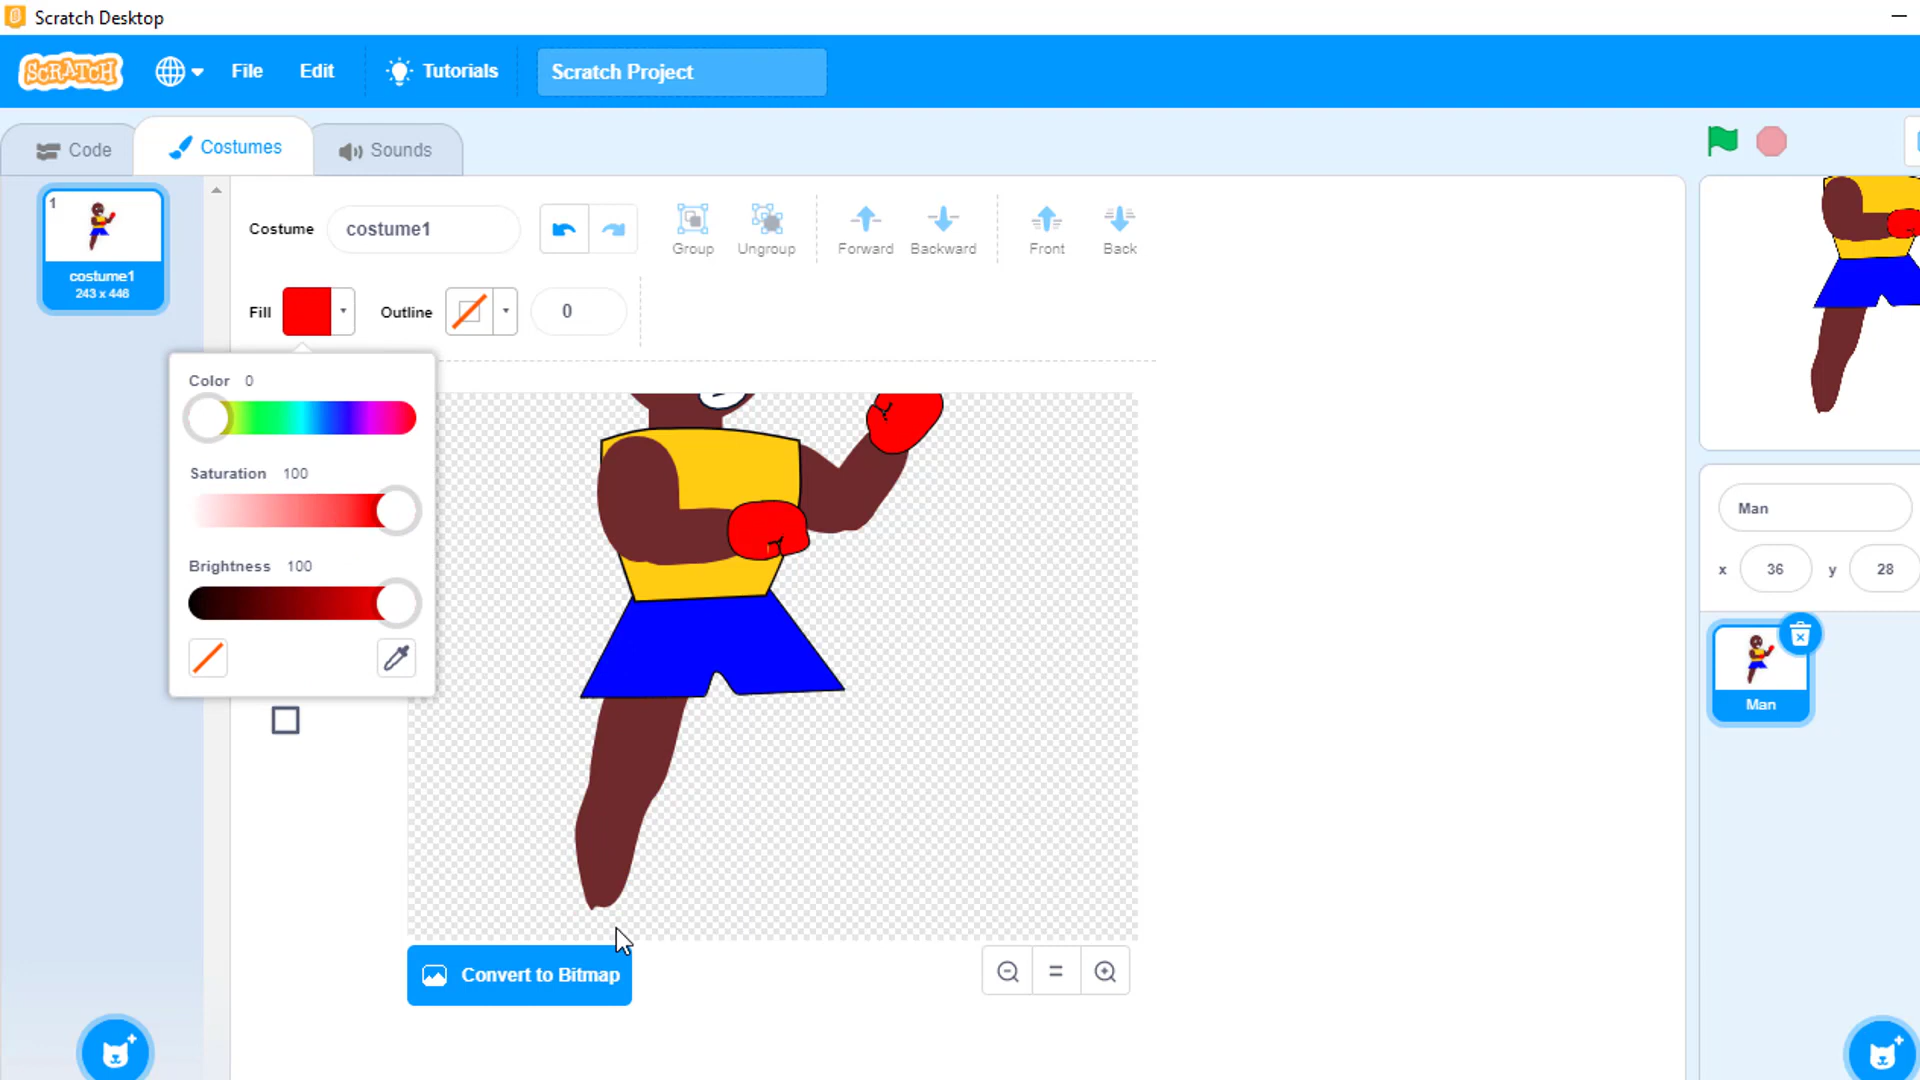 Scratch Desktop
SCRATCH
File
Edit
Tutorials
Scratch Project
Code
Costumes
Sounds
1
costume1
243 x 446
Costume
costume1
Group
Ungroup
Forward
Backward
Front
Back
Fill
Outline
0
Color 0
Saturation 100
Brightness 100
Convert to Bitmap
Man
x 36 y 28
Man